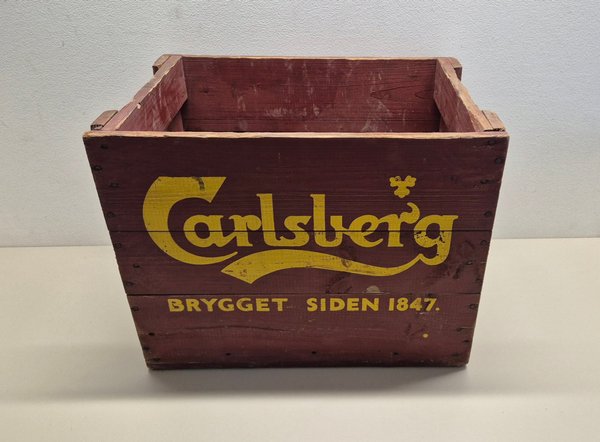 Carlsberg
BRYGGET SIDEN 1847.